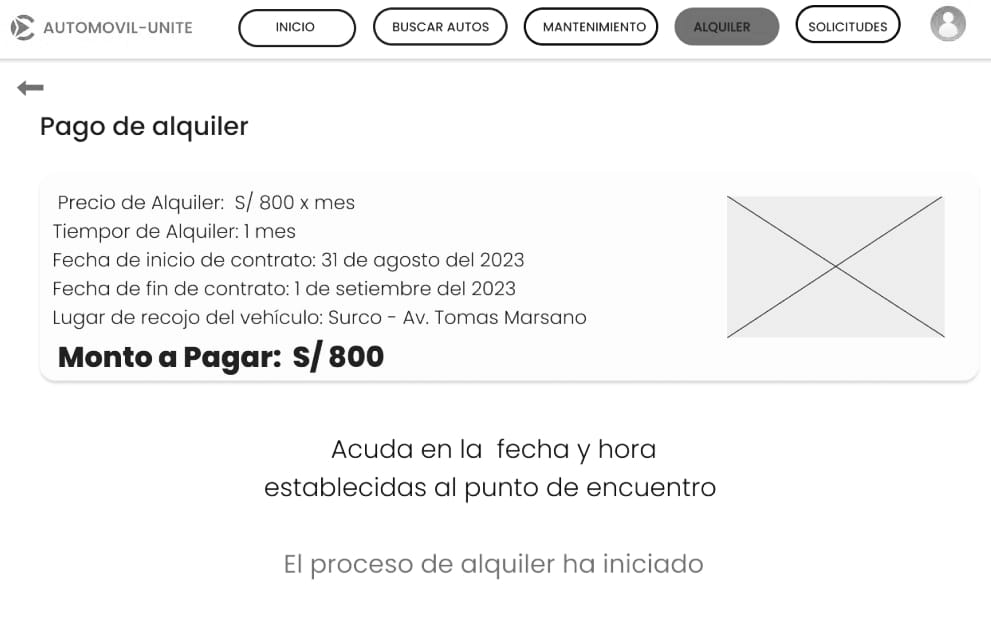 AUTOMOVIL-UNITE
INICIO
BUSCAR AUTOS
MANTENIMIENTO
ALQUILER
SOLICITUDES
Pago de alquiler
Precio de Alquiler: S/ 800 x mes
Tiempor de Alquiler: 1 mes
Fecha de inicio de contrato: 31 de agosto del 2023
Fecha de fin de contrato: 1 de setiembre del 2023
Lugar de recojo del vehículo: Surco - Av. Tomas Marsano
Monto a Pagar: S/ 800
Acuda en la fecha y hora
establecidas al punto de encuentro
El proceso de alquiler ha iniciado